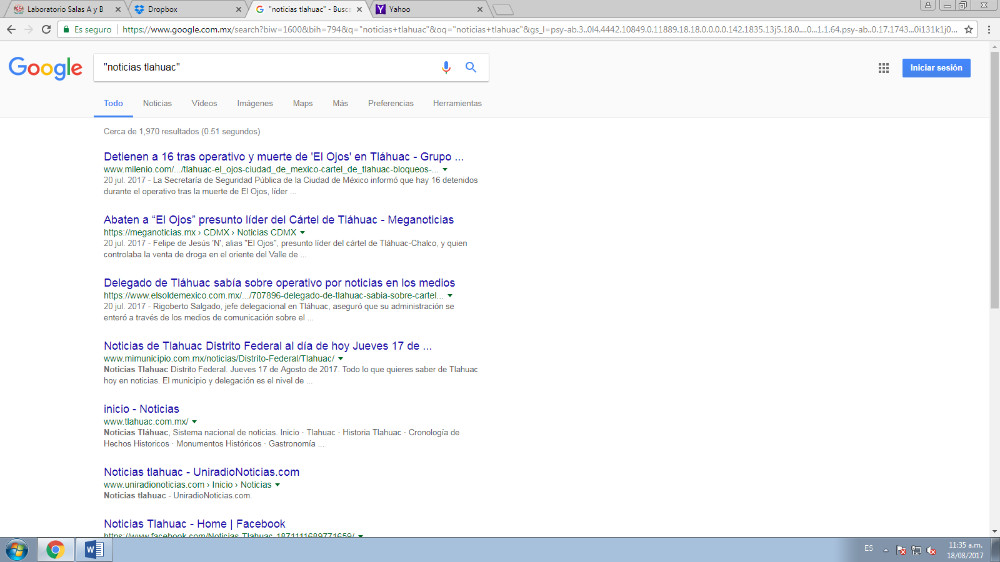 Laboratorio Salas A y B
Dropbox
"noticias tlahuac" - Busca
Yahoo
Es seguro
https://www.google.com.mx/search?biw=1600&bih=794&q="noticias+tlahuac"&oq="noticias+tlahuac"&gs_l=psy-ab.3..0l4.4442.10849.0.11889.18.18.0.0.0.0.142.1835.13j5.18.0....0...1.1.64.psy-ab..0.17.1743...0i131k1j0...
Google
"noticias tlahuac"
Iniciar sesión
Todo Noticias Vídeos Imágenes Maps Más Preferencias Herramientas
Cerca de 1,970 resultados (0.51 segundos)
Detienen a 16 tras operativo y muerte de 'El Ojos' en Tláhuac - Grupo ...
www.milenio.com/.../tlahuac-el_ojos-ciudad_de_mexico-cartel_de_tlahuac-bloqueos-...
20 jul. 2017 - La Secretaría de Seguridad Pública de la Ciudad de México informó que hay 16 detenidos
durante el operativo tras la muerte de El Ojos, líder ...
Abaten a “El Ojos” presunto líder del Cártel de Tláhuac - Meganoticias
https://meganoticias.mx › CDMX › Noticias CDMX
20 jul. 2017 - Felipe de Jesús 'N', alias "El Ojos", presunto líder del cártel de Tláhuac-Chalco, y quien
controlaba la venta de droga en el oriente del Valle de ...
Delegado de Tláhuac sabía sobre operativo por noticias en los medios
https://www.elsoldemexico.com.mx/.../707896-delegado-de-tlahuac-sabia-sobre-cartel...
20 jul. 2017 - Rigoberto Salgado, jefe delegacional en Tláhuac, aseguró que su administración se
enteró a través de los medios de comunicación sobre el ...
Noticias de Tlahuac Distrito Federal al día de hoy Jueves 17 de ...
www.mimunicipio.com.mx/noticias/Distrito-Federal/Tlahuac/
Noticias Tlahuac Distrito Federal. Jueves 17 de Agosto de 2017. Todo lo que quieres saber de Tlahuac
hoy en noticias. El municipio y delegación es el nivel de ...
inicio - Noticias
www.tlahuac.com.mx/
Noticias Tláhuac, Sistema nacional de noticias. Inicio · Tlahuac · Historia Tlahuac · Cronología de
Hechos Historicos · Monumentos Históricos · Gastronomía ...
Noticias tlahuac - UniradioNoticias.com
www.uniradionoticias.com › Inicio › Noticias
Noticias tlahuac - UniradioNoticias.com.
Noticias Tlahuac - Home | Facebook
https://www.facebook.com/Noticias-Tlahuac-1871111689771659/
ES
11:35 a.m.
18/08/2017